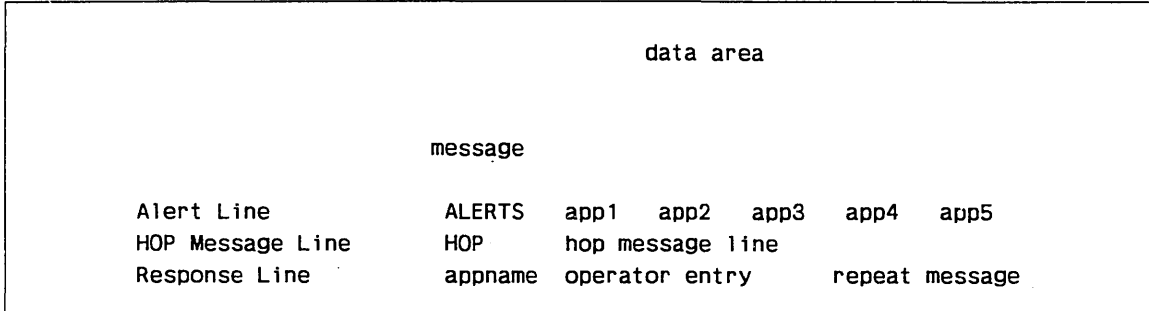 data area
message
Alert Line ALERTS app1 app2 app3 app4 app5
HOP Message Line HOP hop message line
Response Line appname operator entry repeat message